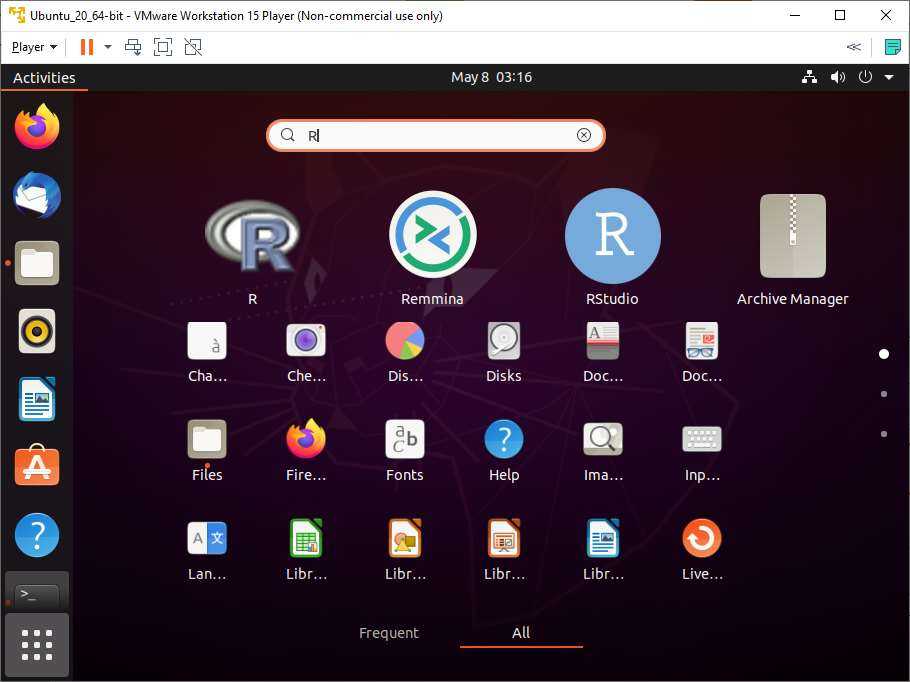 Ubuntu_20_64-bit - VMware Workstation 15 Player (Non-commercial use only)
Player
Activities
May 8 03:16
R
R
Remmina
RStudio
Archive Manager
Cha...
Che...
Dis...
Disks
Doc...
Doc...
Files
Fire...
Fonts
Help
Ima...
Inp...
Lan...
Libr...
Libr...
Libr...
Libr...
Live...
Frequent
All